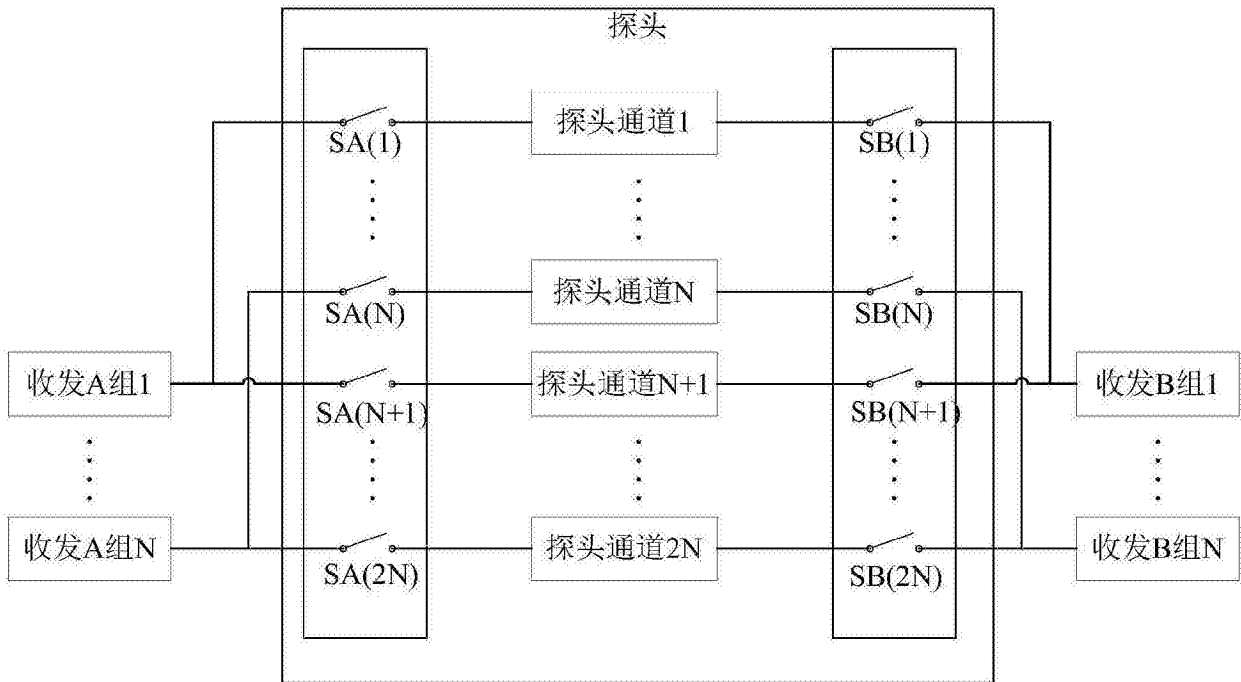 探头
探头通道1
SA(1)
SB(1)
探头通道N
SA(N)
SB(N)
收发A组1
探头通道N+1
收发B组1
SA(N+1)
SB(N+1)
收发A组N
探头通道2N
收发B组N
SA(2N)
SB(2N)